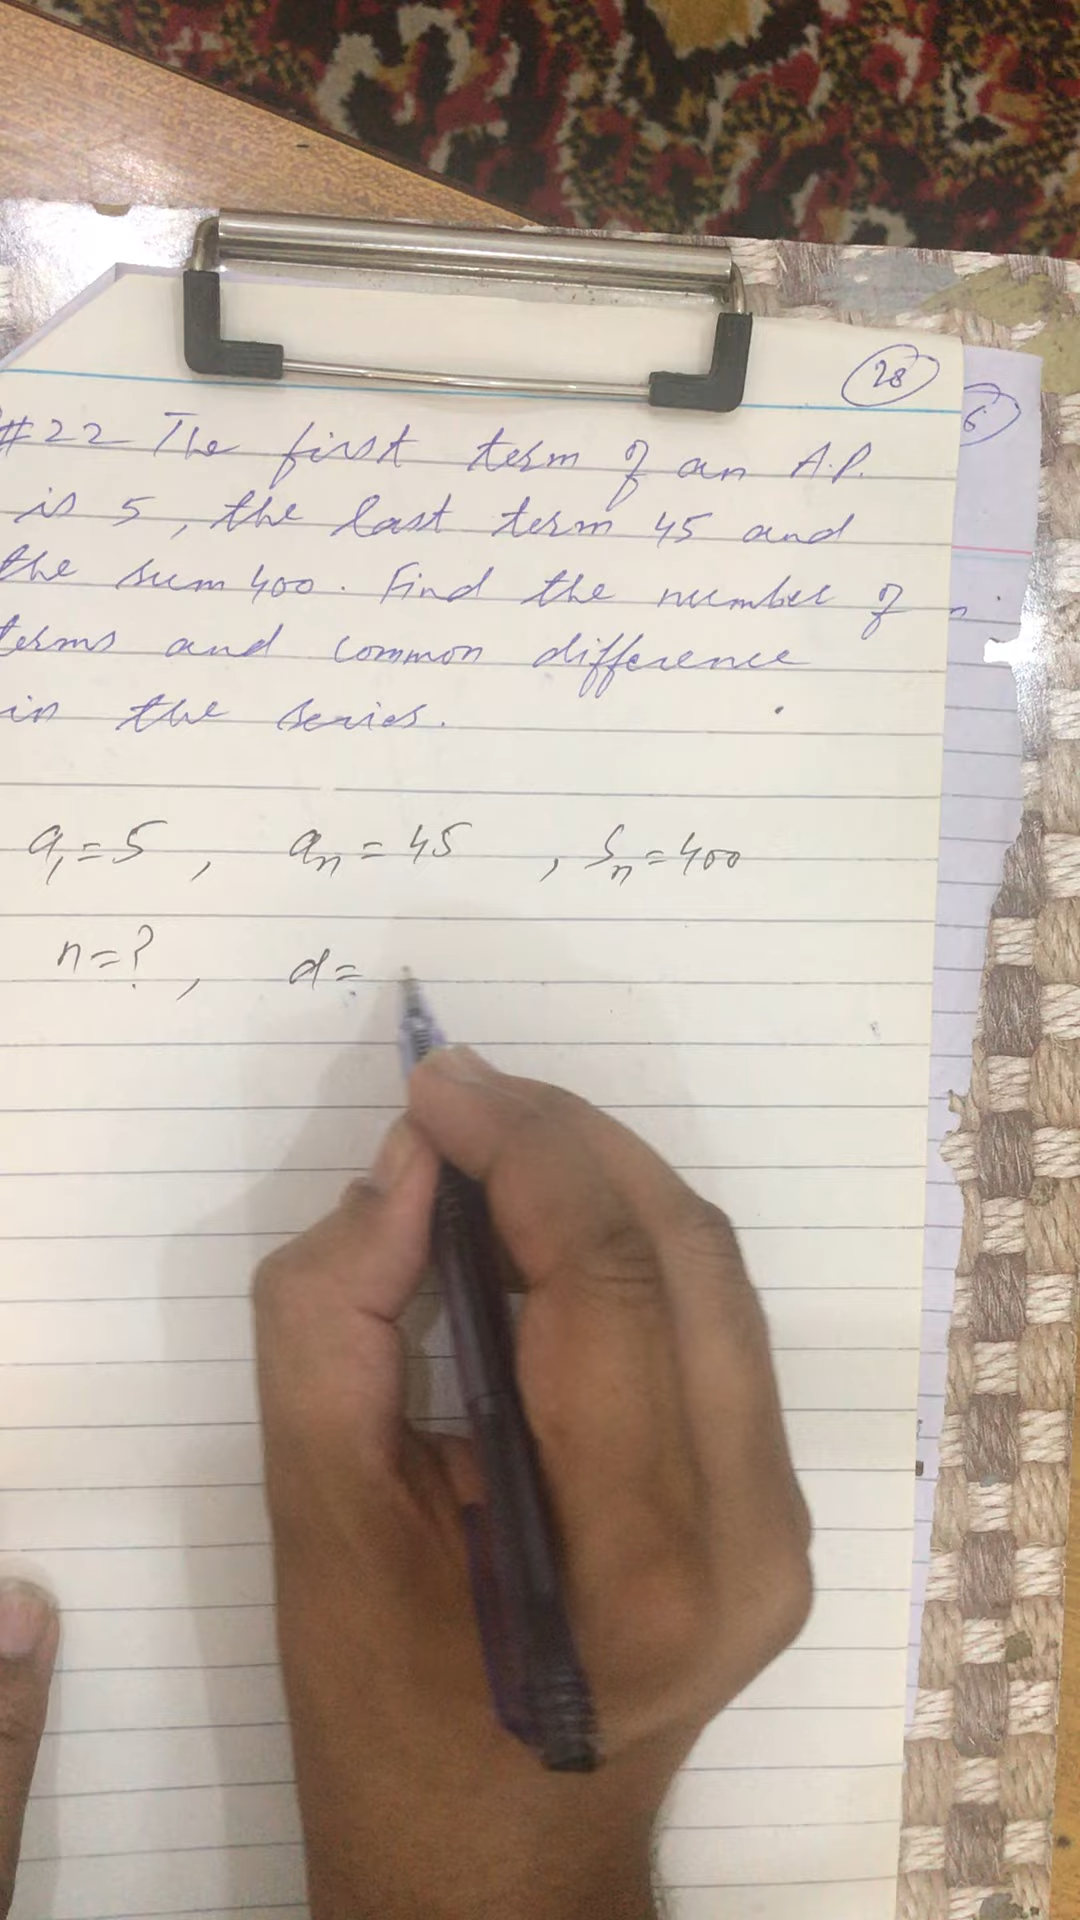 28
6
#22 The first term of an A.P.
is 5, the last term 45 and
the sum 400. Find the number of
terms and common difference
in the series.
a₁=5, aₙ=45, Sₙ=400
n=?, d=